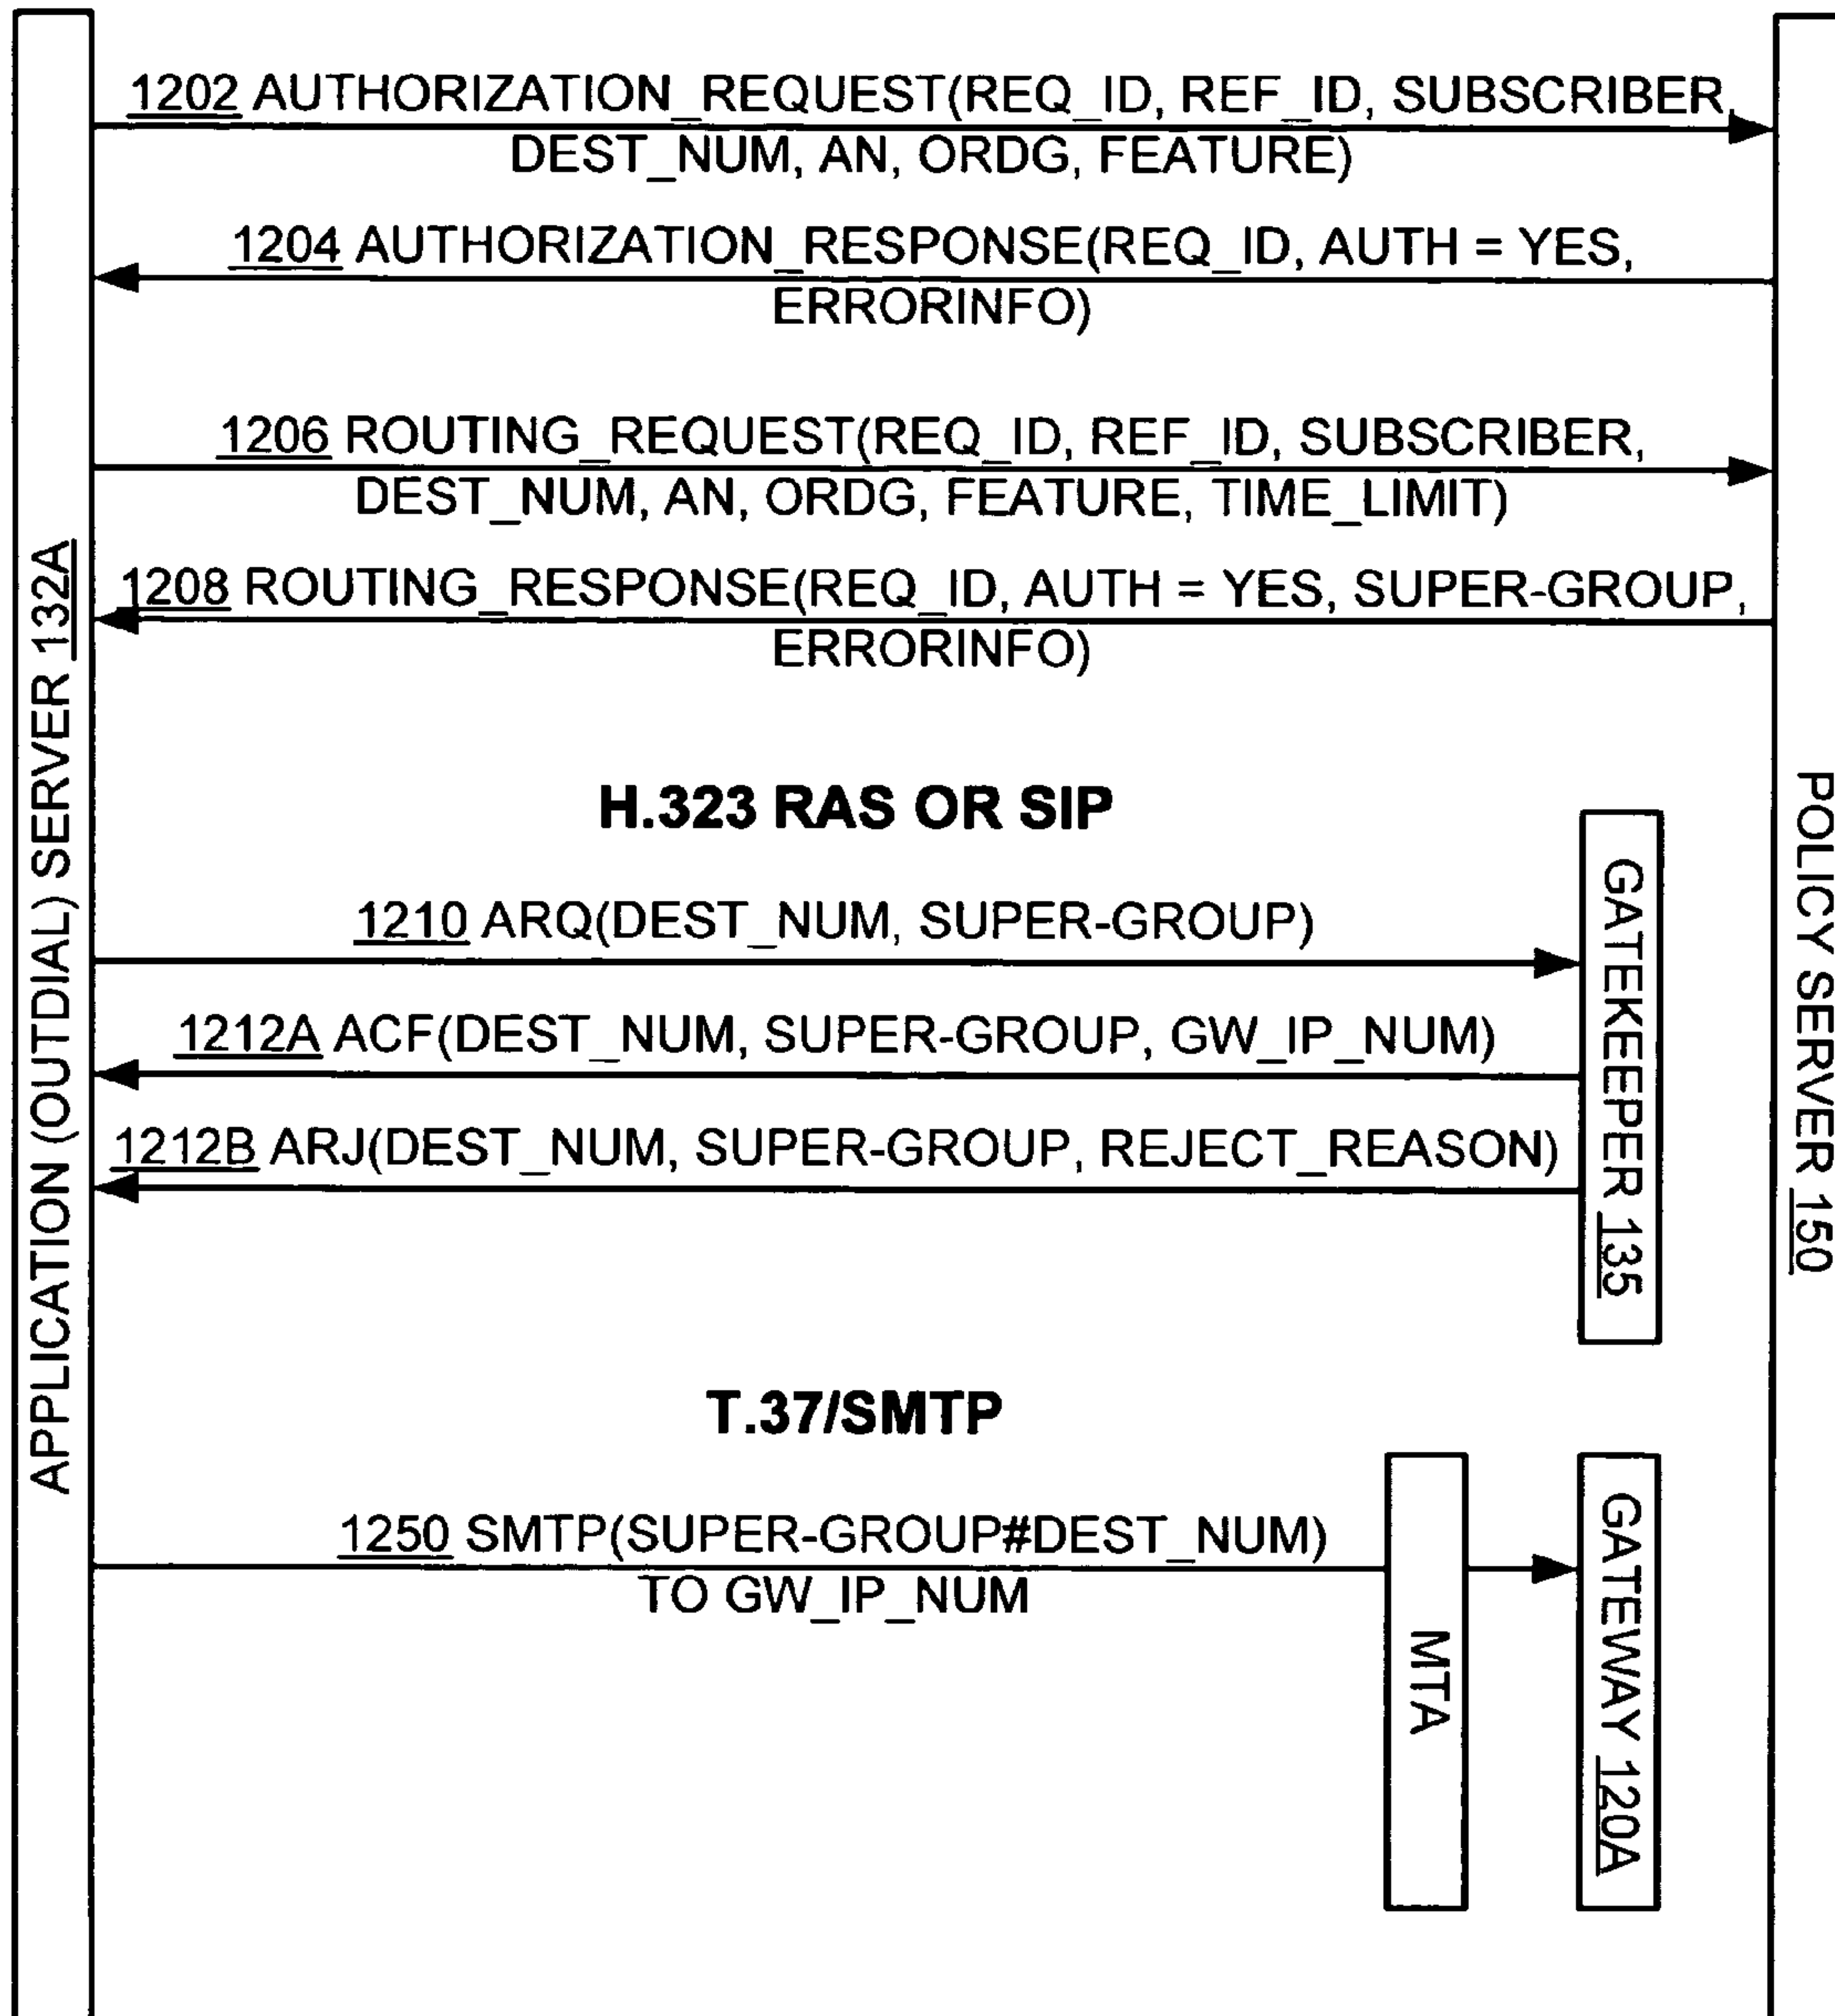 1202 AUTHORIZATION_REQUEST(REQ_ID, REF_ID, SUBSCRIBER,
DEST_NUM, AN, ORDG, FEATURE)
1204 AUTHORIZATION_RESPONSE(REQ_ID, AUTH = YES,
ERRORINFO)
1206 ROUTING_REQUEST(REQ_ID, REF_ID, SUBSCRIBER,
DEST_NUM, AN, ORDG, FEATURE, TIME_LIMIT)
1208 ROUTING_RESPONSE(REQ_ID, AUTH = YES, SUPER-GROUP,
ERRORINFO)
APPLICATION (OUTDIAL) SERVER 132A
POLICY SERVER 150
H.323 RAS OR SIP
GATEKEEPER 135
1210 ARQ(DEST_NUM, SUPER-GROUP)
1212A ACF(DEST_NUM, SUPER-GROUP, GW_IP_NUM)
1212B ARJ(DEST_NUM, SUPER-GROUP, REJECT_REASON)
T.37/SMTP
1250 SMTP(SUPER-GROUP#DEST_NUM)
TO GW_IP_NUM
MTA
GATEWAY 120A